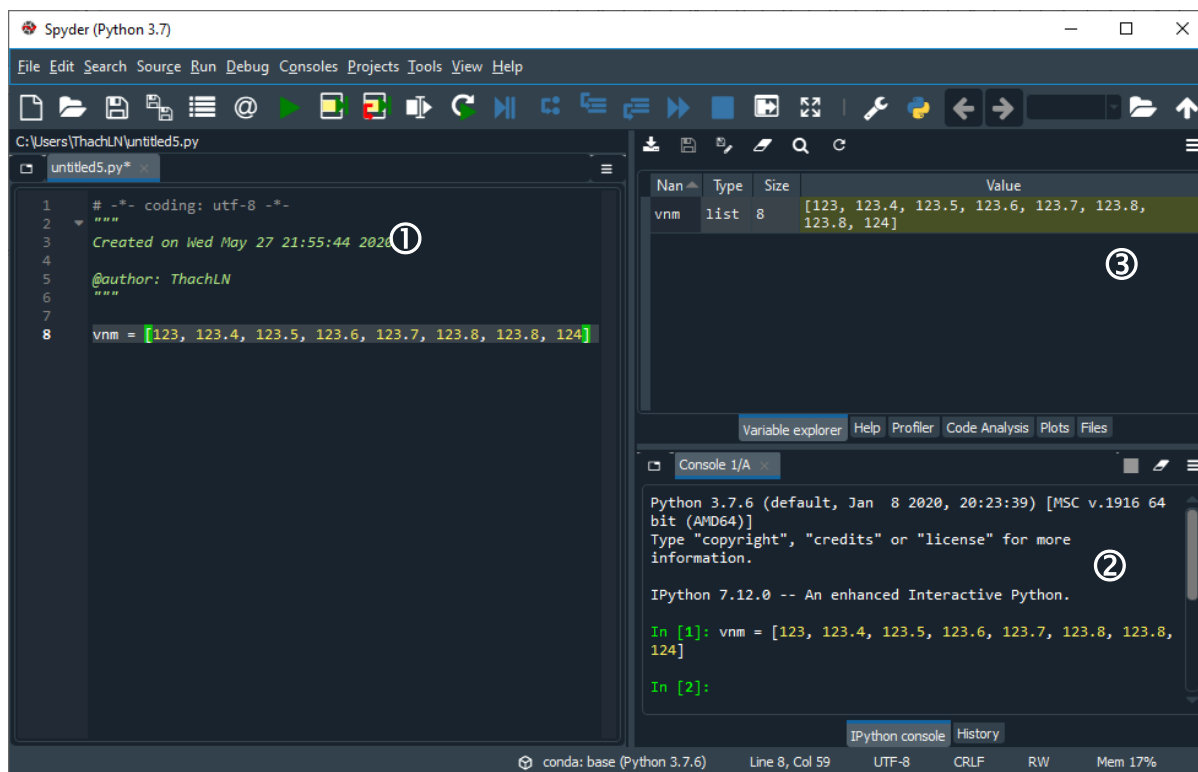 Spyder (Python 3.7)
File Edit Search Source Run Debug Consoles Projects Tools View Help
C:\Users\ThachLN\untitled5.py
untitled5.py*
1 # -*- coding: utf-8 -*-
2 """
3 Created on Wed May 27 21:55:44 2020
①
4
5 @author: ThachLN
6 """
7
8 vnm = [123, 123.4, 123.5, 123.6, 123.7, 123.8, 123.8, 124]
Nan Type Size Value
vnm list 8 [123, 123.4, 123.5, 123.6, 123.7, 123.8,
123.8, 124]
③
Variable explorer Help Profiler Code Analysis Plots Files
Console 1/A
Python 3.7.6 (default, Jan 8 2020, 20:23:39) [MSC v.1916 64
bit (AMD64)]
Type "copyright", "credits" or "license" for more
information.
②
IPython 7.12.0 -- An enhanced Interactive Python.
In [1]: vnm = [123, 123.4, 123.5, 123.6, 123.7, 123.8, 123.8,
124]
In [2]:
IPython console History
conda: base (Python 3.7.6) Line 8, Col 59 UTF-8 CRLF RW Mem 17%